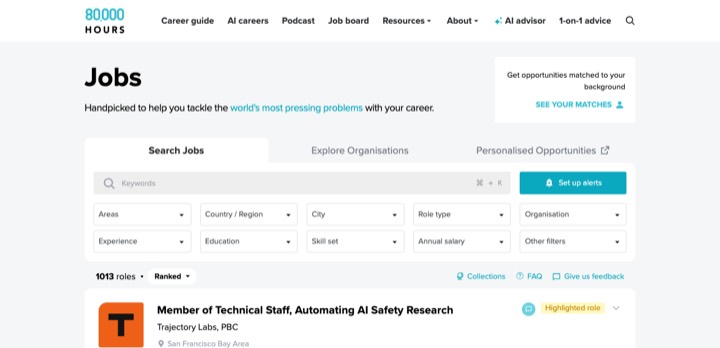 80,000
HOURS
Career guide
AI careers
Podcast
Job board
Resources
About
AI advisor
1-on-1 advice
Jobs
Handpicked to help you tackle the world's most pressing problems with your career.
Get opportunities matched to your
background
SEE YOUR MATCHES
Search Jobs
Explore Organisations
Personalised Opportunities
Keywords
⌘ + K
Set up alerts
Areas
Country / Region
City
Role type
Organisation
Experience
Education
Skill set
Annual salary
Other filters
1013 roles •
Ranked
Collections
FAQ
Give us feedback
T
Member of Technical Staff, Automating AI Safety Research
Highlighted role
Trajectory Labs, PBC
San Francisco Bay Area